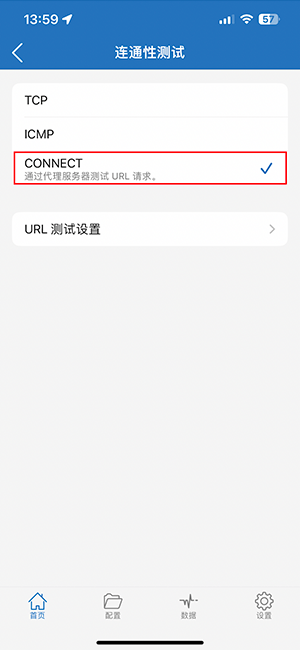 13:59
57
连通性测试
TCP
ICMP
CONNECT
通过代理服务器测试 URL 请求。
URL 测试设置
首页
配置
数据
设置